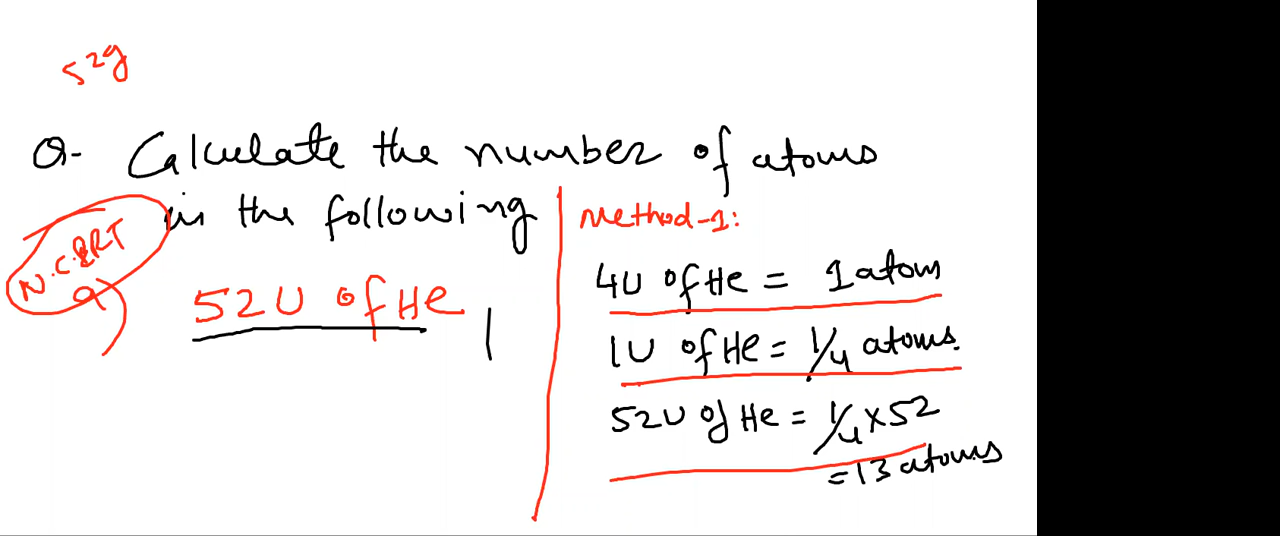 52g
Q- Calculate the number of atoms
in the following
N.C.ERT
a)
52U of He
Method-1:
4U of He = 1 atom
1U of He = 1/4 atoms.
52U of He = 1/4 x 52
= 13 atoms